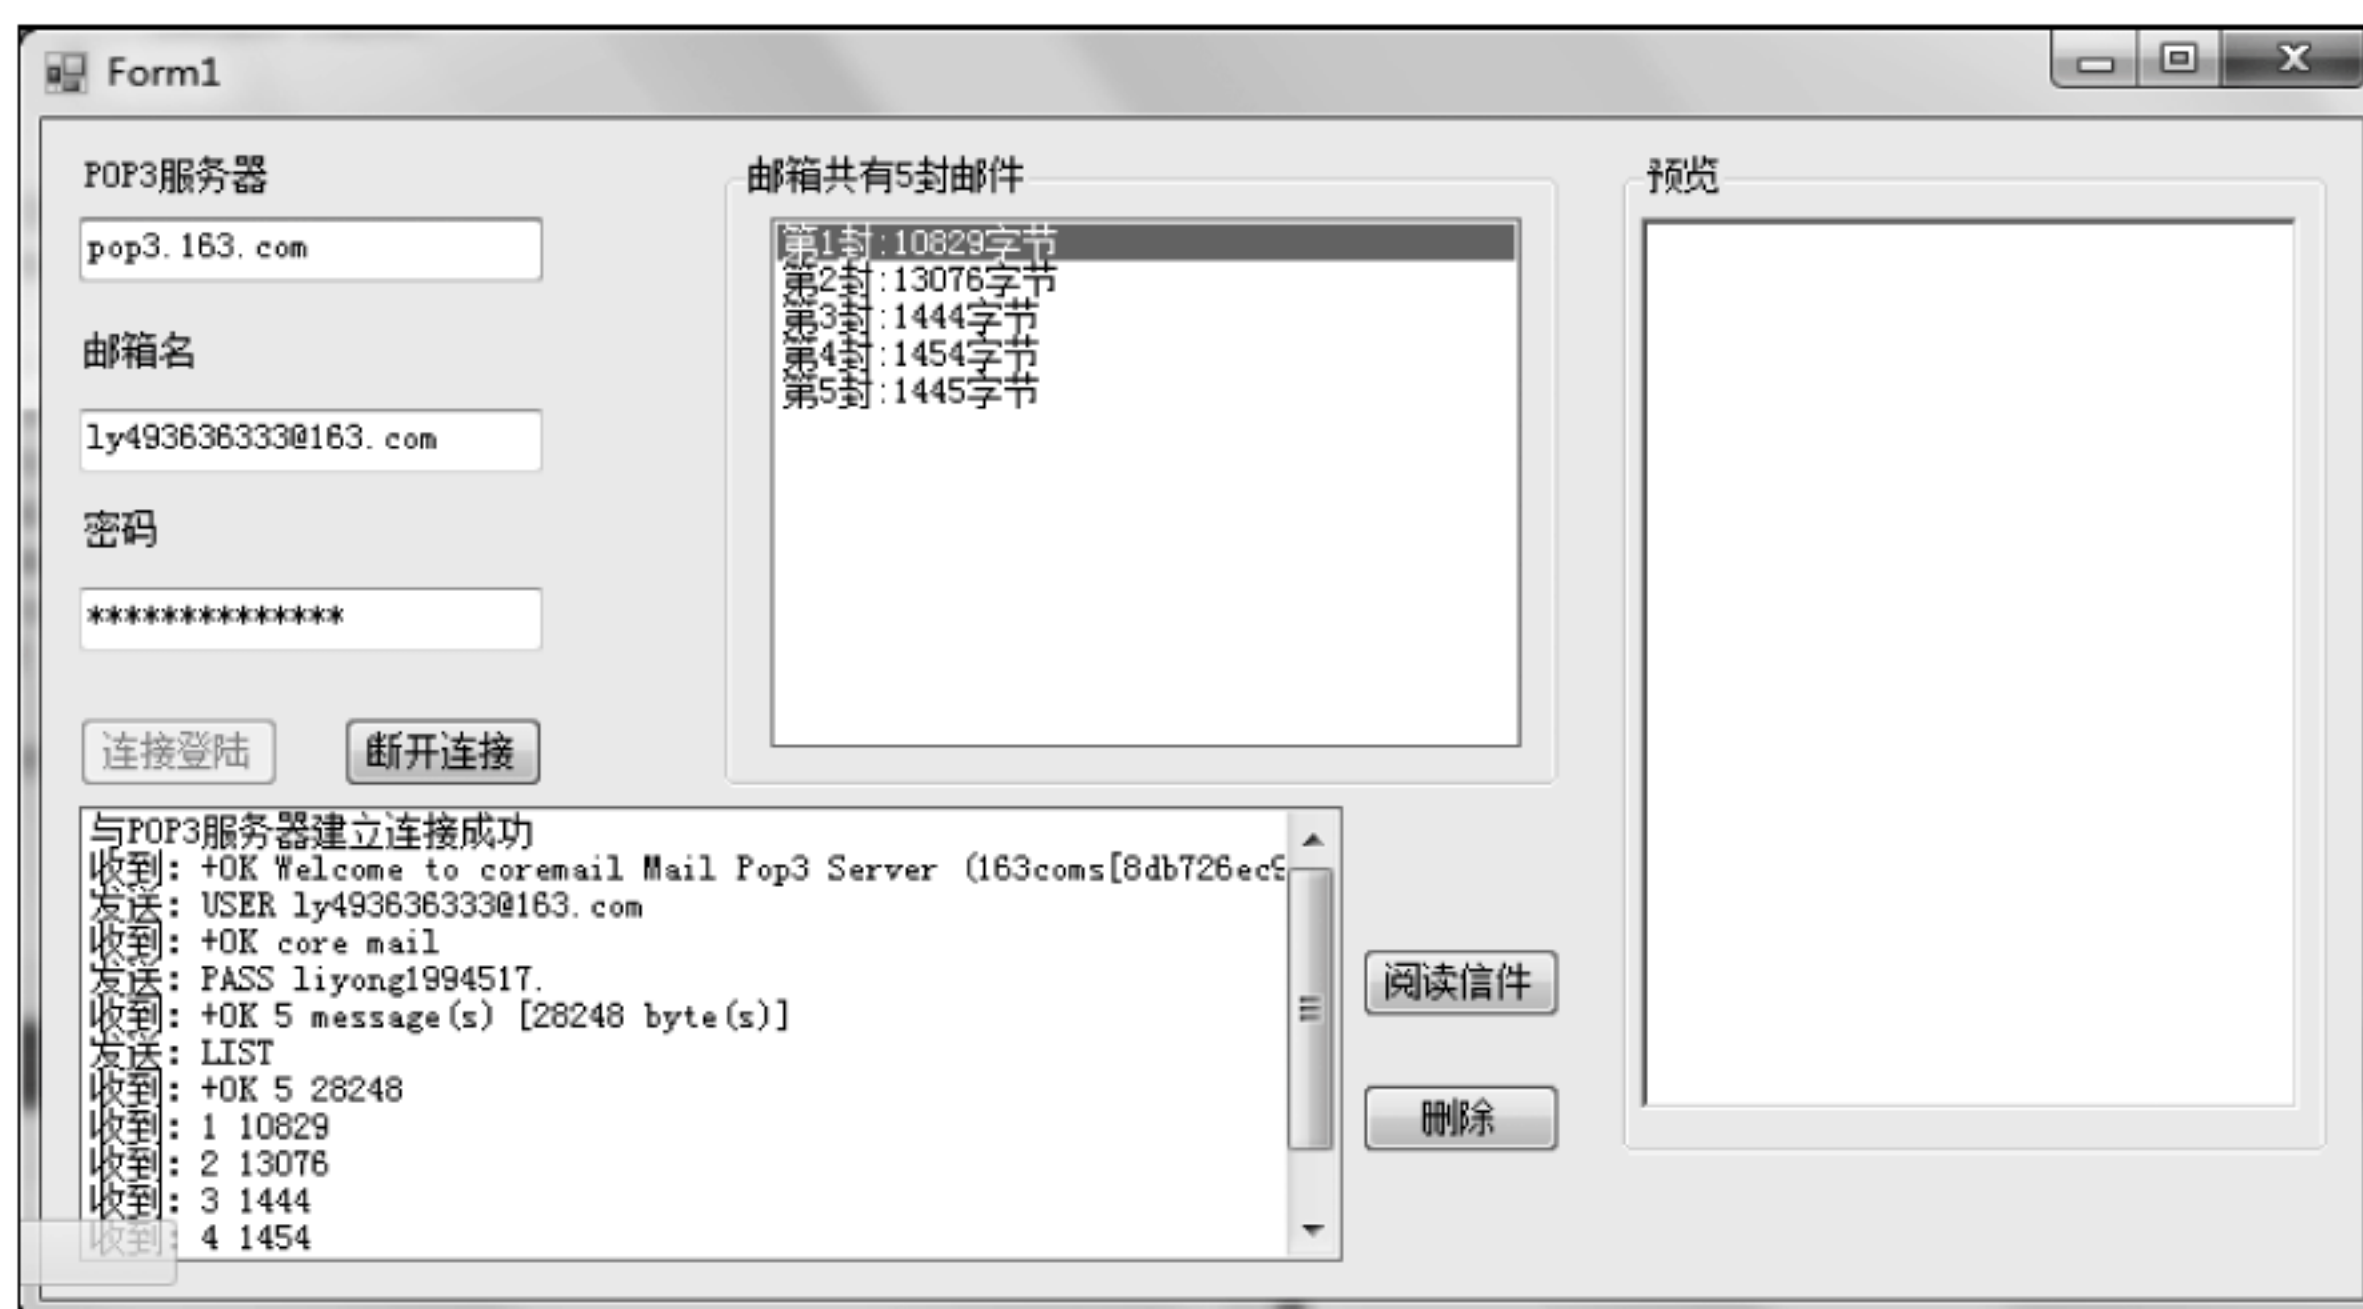 Form1
POP3服务器
pop3.163.com
邮箱名
ly493636333@163.com
密码
**************
连接登陆
断开连接
邮箱共有5封邮件
第1封:10829字节
第2封:13076字节
第3封:1444字节
第4封:1454字节
第5封:1445字节
预览
与POP3服务器建立连接成功
收到: +OK Welcome to coremail Mail Pop3 Server (163coms[8db726ec9
发送: USER ly493636333@163.com
收到: +OK core mail
发送: PASS liyong1994517.
收到: +OK 5 message(s) [28248 byte(s)]
发送: LIST
收到: +OK 5 28248
收到: 1 10829
收到: 2 13076
收到: 3 1444
收到: 4 1454
阅读信件
删除